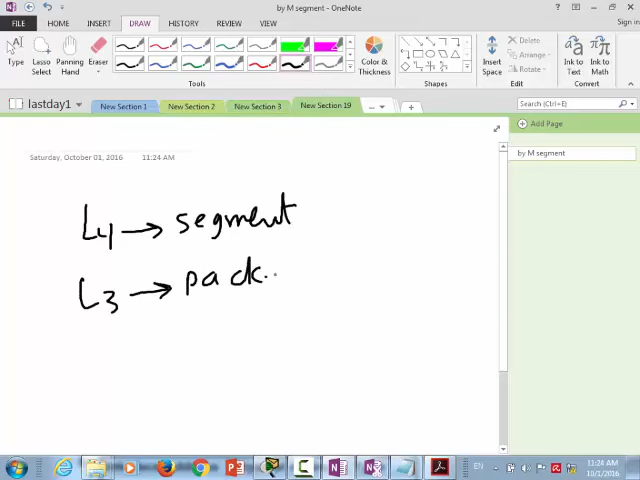 by M segment - OneNote
? Sign in
FILE HOME INSERT DRAW HISTORY REVIEW VIEW
Type Lasso Select Panning Hand Eraser Color & Thickness Insert Space Delete Arrange Rotate Ink to Text Ink to Math
Tools Shapes Edit Convert
lastday1 New Section 1 New Section 2 New Section 3 New Section 19 ... + Search (Ctrl+E)
Add Page
by M segment
Saturday, October 01, 2016 11:24 AM
L4 → segment
L3 → pack
EN 11:24 AM
10/1/2016